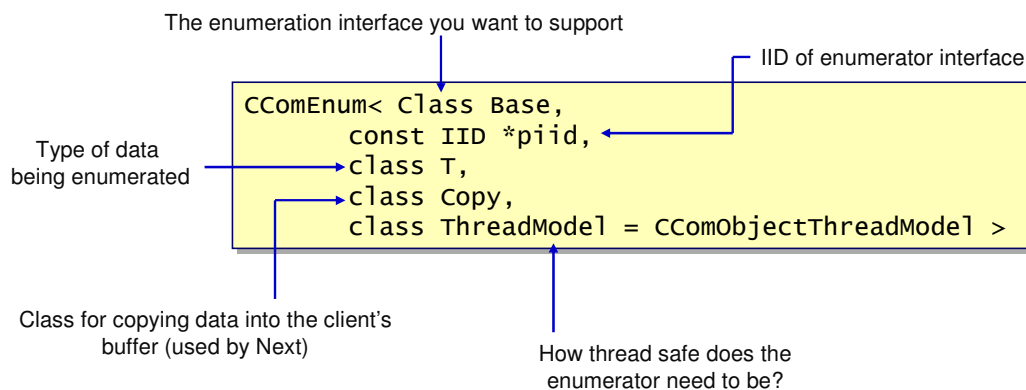 The enumeration interface you want to support
IID of enumerator interface
CComEnum< Class Base,
const IID *piid,
class T,
class Copy,
class ThreadModel = CComObjectThreadModel >
Type of data
being enumerated
Class for copying data into the client's
buffer (used by Next)
How thread safe does the
enumerator need to be?